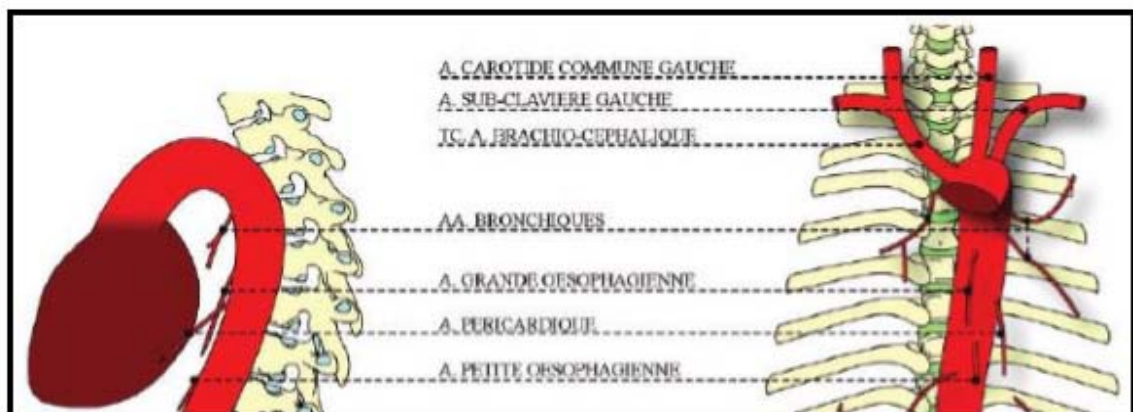 A. CAROTIDE COMMUNE GAUCHE
A. SUB-CLAVIERE GAUCHE
TC. A. BRACHIO-CEPHALIQUE
AA. BRONCHIQUES
A. GRANDE OESOPHAGIENNE
A. PERICARDIQUE
A. PETITE OESOPHAGIENNE